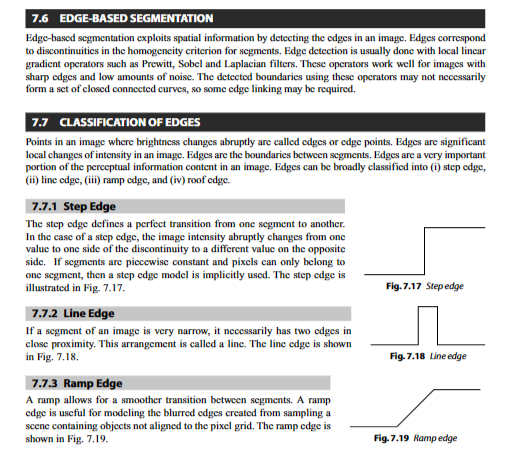 7.6 EDGE-BASED SEGMENTATION
Edge-based segmentation exploits spatial information by detecting the edges in an image. Edges correspond
to discontinuities in the homogeneity criterion for segments. Edge detection is usually done with local linear
gradient operators such as Prewitt, Sobel and Laplacian filters. These operators work well for images with
sharp edges and low amounts of noise. The detected boundaries using these operators may not necessarily
form a set of closed connected curves, so some edge linking may be required.
7.7 CLASSIFICATION OF EDGES
Points in an image where brightness changes abruptly are called edges or edge points. Edges are significant
local changes of intensity in an image. Edges are the boundaries between segments. Edges are a very important
portion of the perceptual information content in an image. Edges can be broadly classified into (i) step edge,
(ii) line edge, (iii) ramp edge, and (iv) roof edge.
7.7.1 Step Edge
The step edge defines a perfect transition from one segment to another.
In the case of a step edge, the image intensity abruptly changes from one
value to one side of the discontinuity to a different value on the opposite
side. If segments are piecewise constant and pixels can only belong to
one segment, then a step edge model is implicitly used. The step edge is
illustrated in Fig. 7.17.
Fig. 7.17 Step edge
7.7.2 Line Edge
If a segment of an image is very narrow, it necessarily has two edges in
close proximity. This arrangement is called a line. The line edge is shown
in Fig. 7.18.
Fig. 7.18 Line edge
7.7.3 Ramp Edge
A ramp allows for a smoother transition between segments. A ramp
edge is useful for modeling the blurred edges created from sampling a
scene containing objects not aligned to the pixel grid. The ramp edge is
shown in Fig. 7.19.
Fig. 7.19 Ramp edge